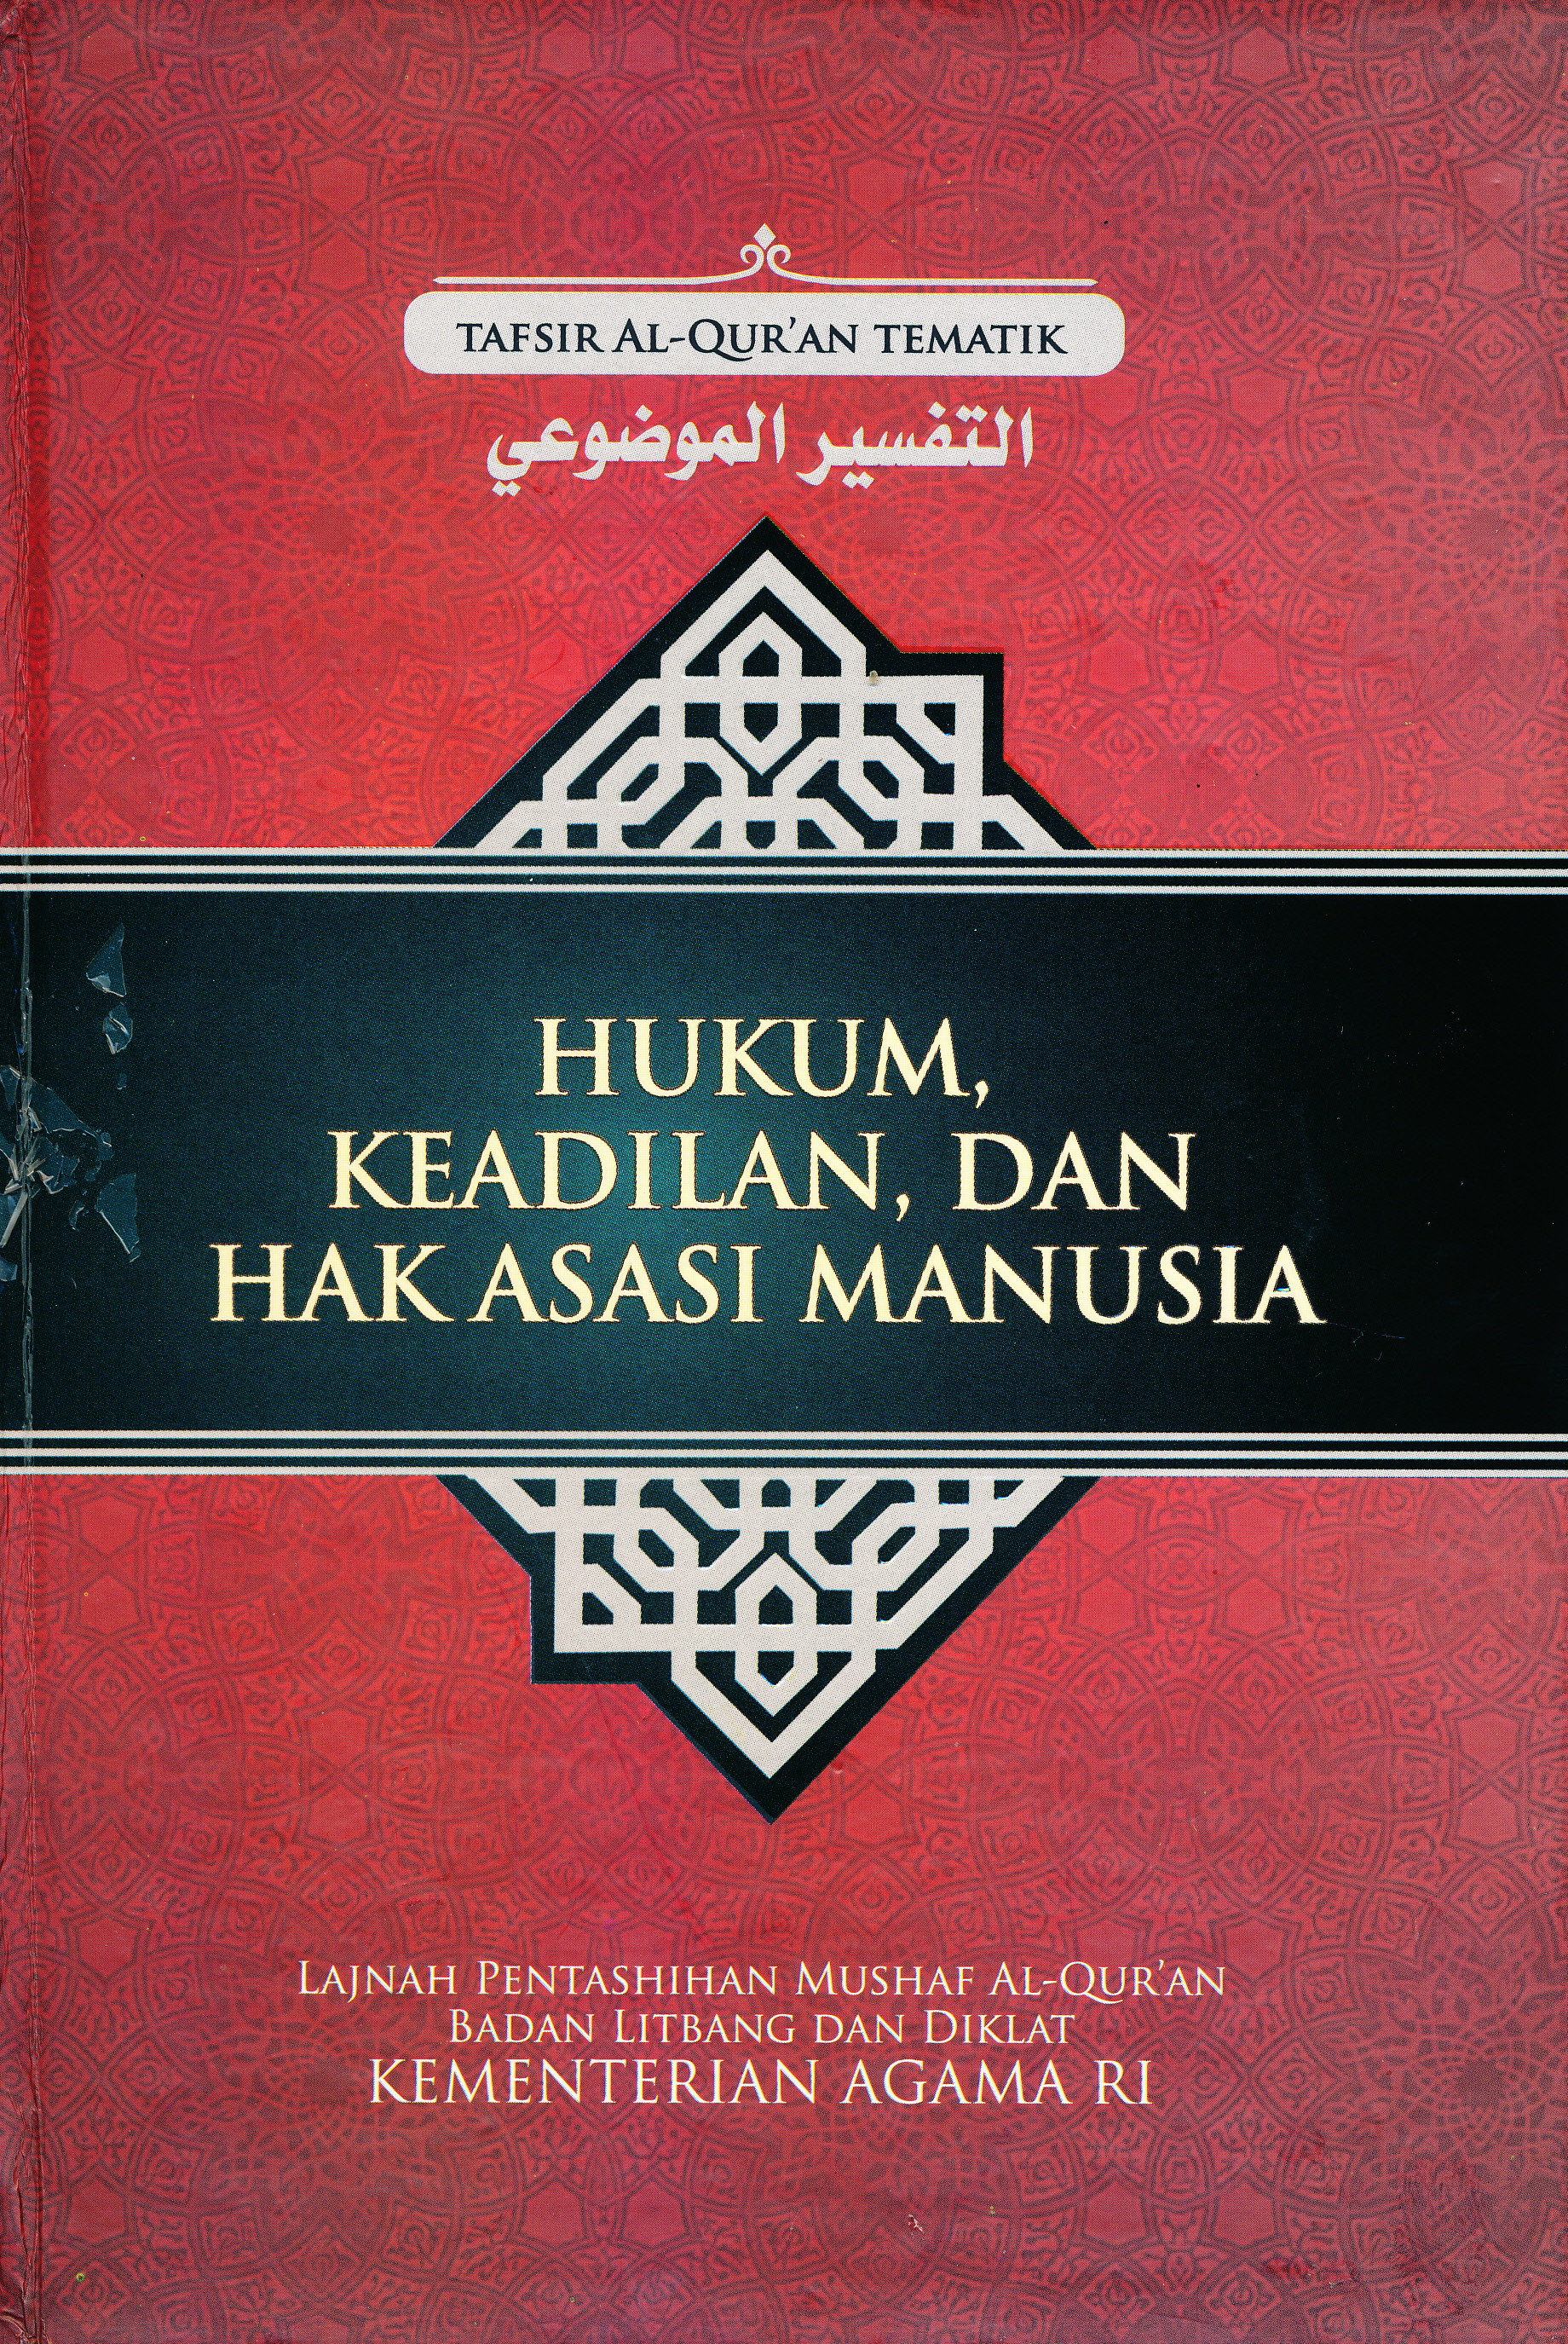 TAFSIR AL-QUR'AN TEMATIK
التفسير الموضوعي
HUKUM,
KEADILAN, DAN
HAK ASASI MANUSIA
LAJNAH PENTASHIHAN MUSHAF AL-QUR'AN
BADAN LITBANG DAN DIKLAT
KEMENTERIAN AGAMA RI